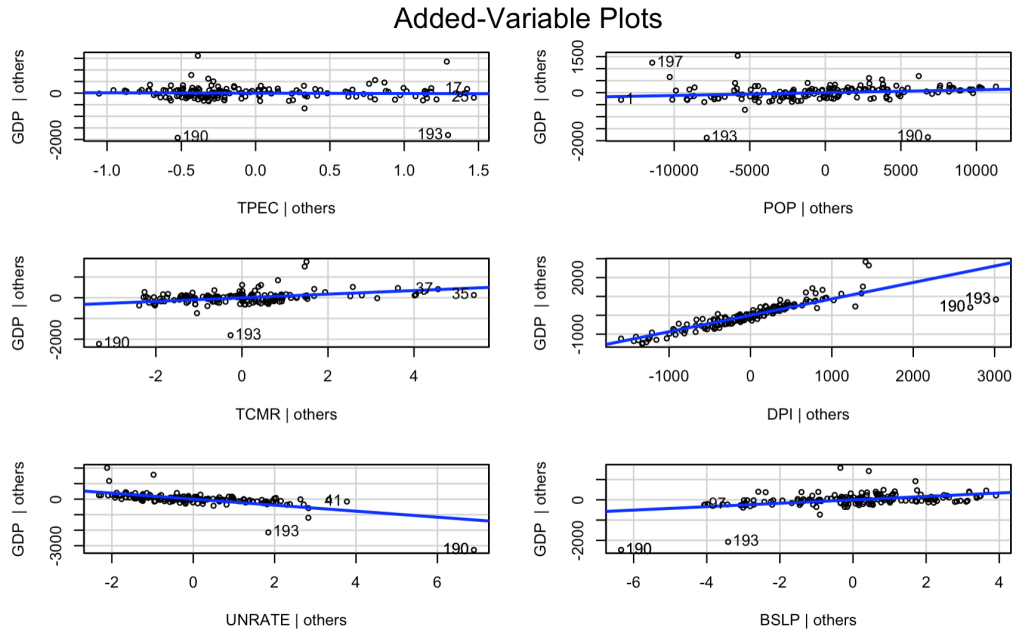 Added-Variable Plots
GDP | others
0
-2000
190
193
17
-1.0 -0.5 0.0 0.5 1.0 1.5
TPEC | others
GDP | others
1500
0
-2000
197
1
193
190
-10000 -5000 0 5000 10000
POP | others
GDP | others
0
-2000
190
193
37
35
-2 0 2 4
TCMR | others
GDP | others
2000
-1000
193
190
-1000 0 1000 2000 3000
DPI | others
GDP | others
0
-3000
41
193
190
-2 0 2 4 6
UNRATE | others
GDP | others
0
-2000
97
190
193
-6 -4 -2 0 2 4
BSLP | others